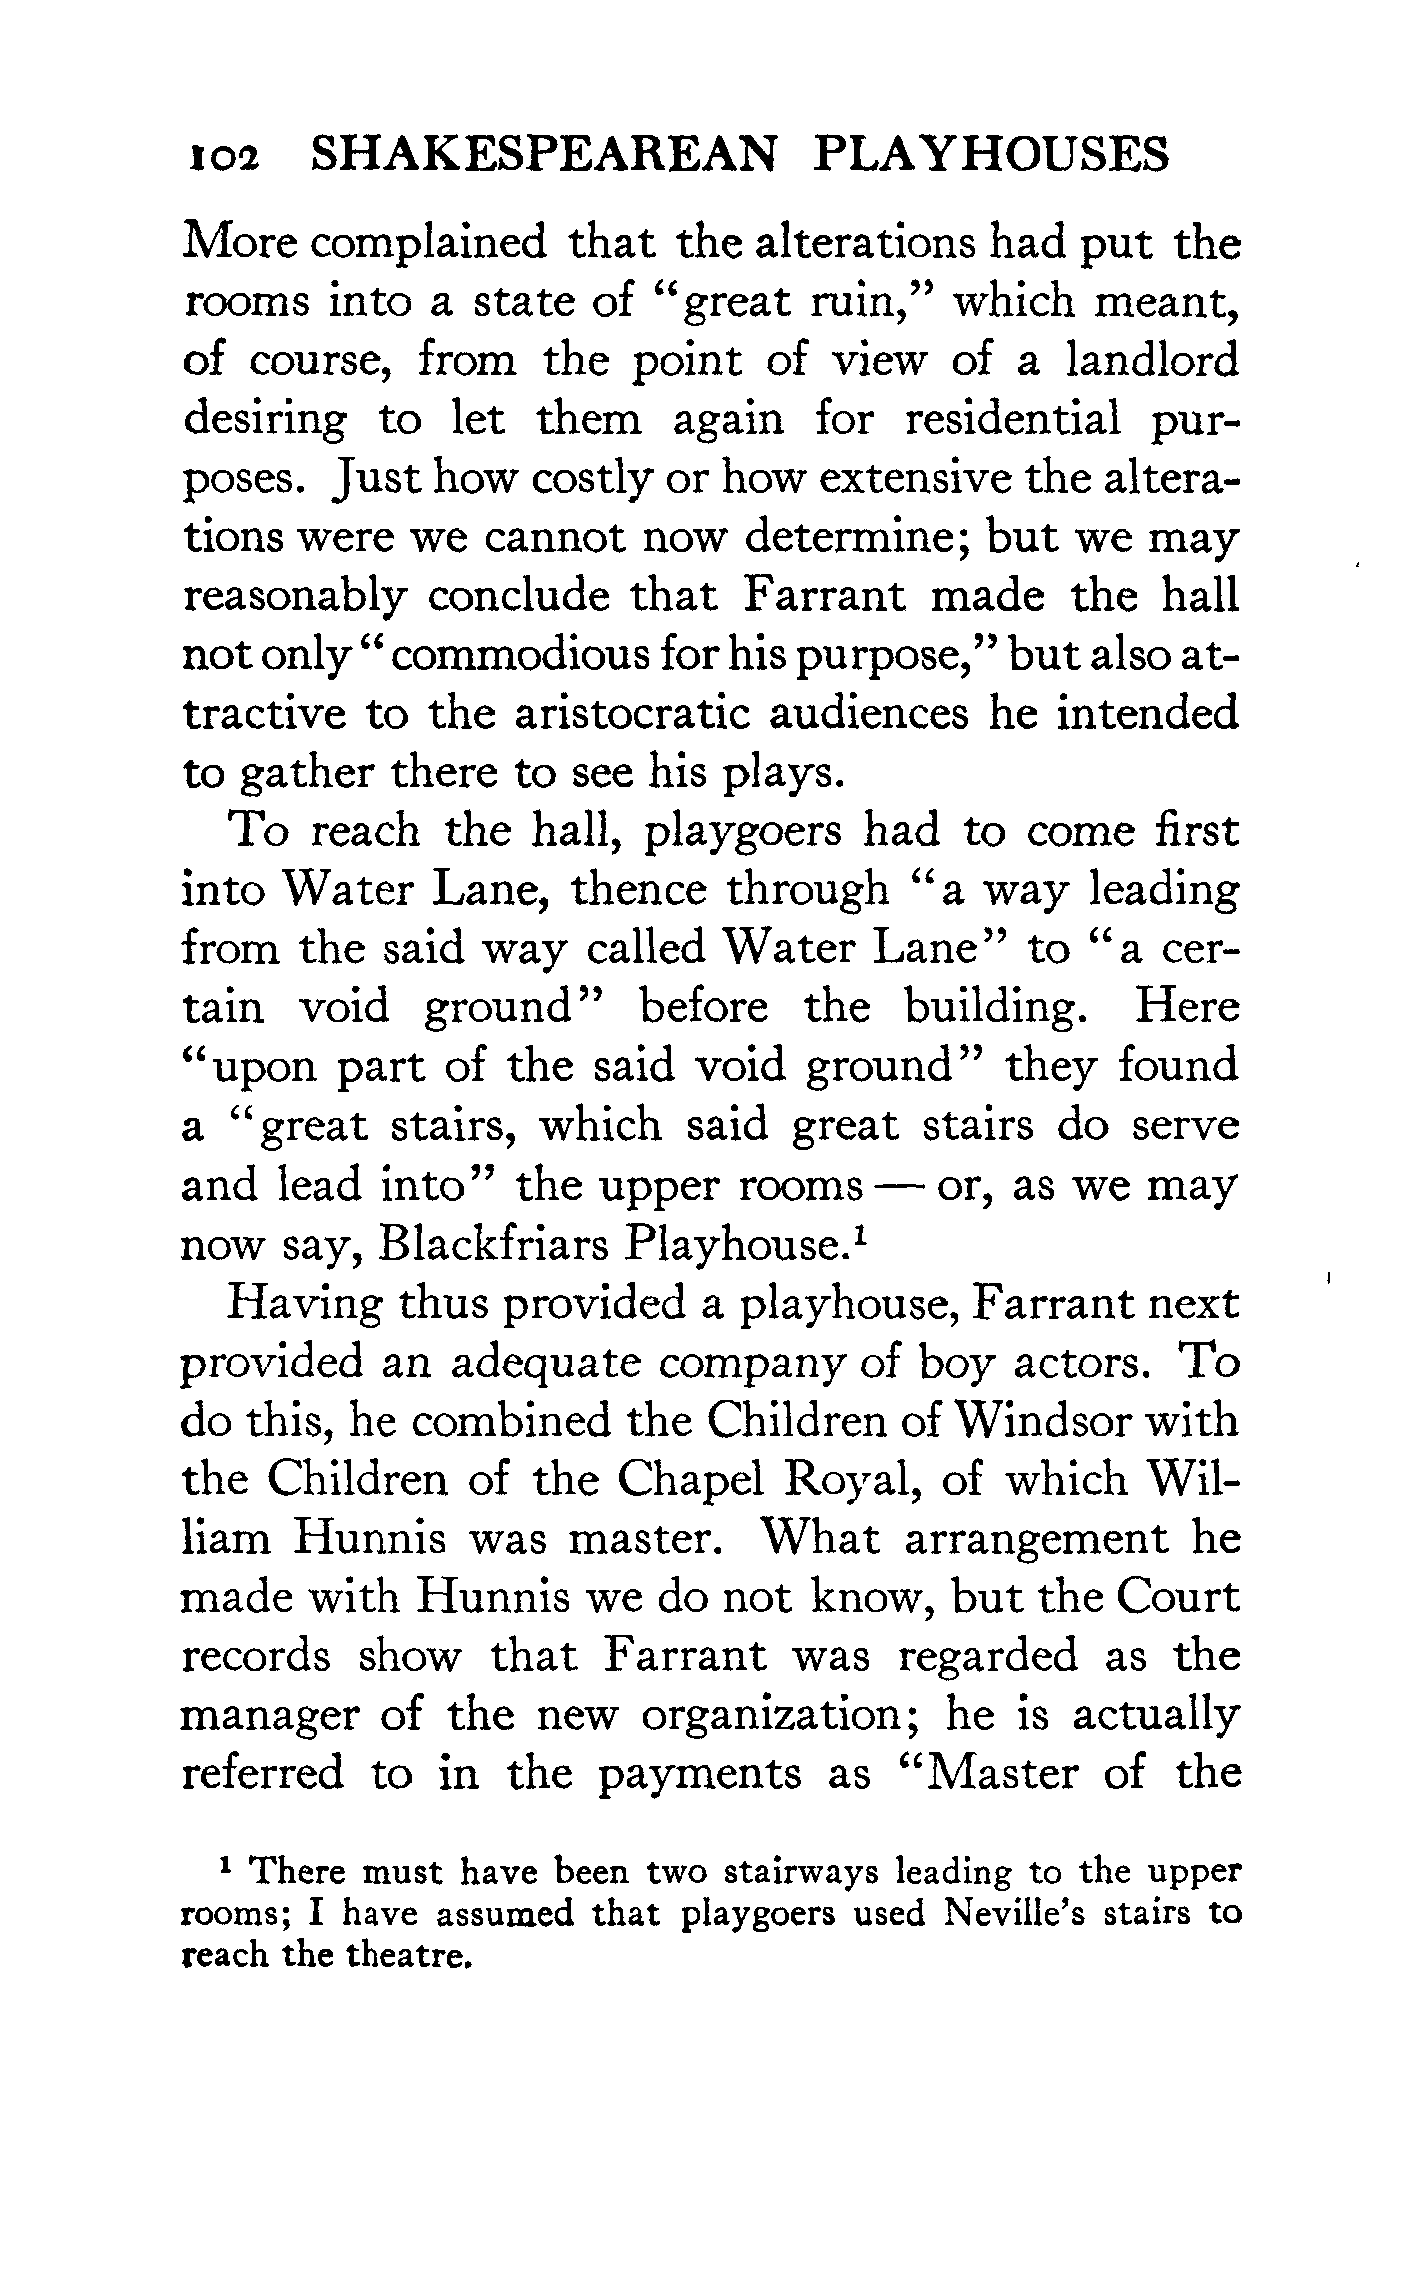 102 SHAKESPEAREAN PLAYHOUSES
More complained that the alterations had put the
rooms into a state of "great ruin," which meant,
of course, from the point of view of a landlord
desiring to let them again for residential pur-
poses. Just how costly or how extensive the altera-
tions were we cannot now determine; but we may
reasonably conclude that Farrant made the hall
not only "commodious for his purpose," but also at-
tractive to the aristocratic audiences he intended
to gather there to see his plays.
To reach the hall, playgoers had to come first
into Water Lane, thence through "a way leading
from the said way called Water Lane" to "a cer-
tain void ground" before the building. Here
"upon part of the said void ground" they found
a "great stairs, which said great stairs do serve
and lead into" the upper rooms — or, as we may
now say, Blackfriars Playhouse.¹
Having thus provided a playhouse, Farrant next
provided an adequate company of boy actors. To
do this, he combined the Children of Windsor with
the Children of the Chapel Royal, of which Wil-
liam Hunnis was master. What arrangement he
made with Hunnis we do not know, but the Court
records show that Farrant was regarded as the
manager of the new organization; he is actually
referred to in the payments as "Master of the
¹ There must have been two stairways leading to the upper
rooms; I have assumed that playgoers used Neville's stairs to
reach the theatre.